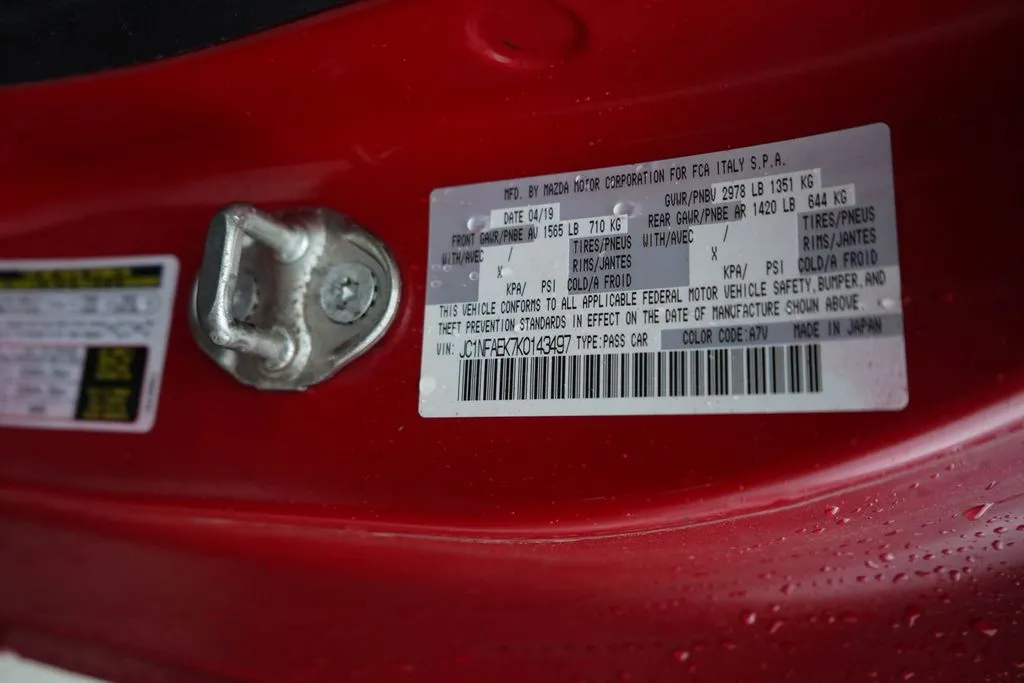 MFD. BY MAZDA MOTOR CORPORATION FOR FCA ITALY S.P.A.
DATE 04/19 GVWR/PNBV 2978 LB 1351 KG
FRONT GAWR/PNBE AV 1565 LB 710 KG REAR GAWR/PNBE AR 1420 LB 644 KG
WITH/AVEC / TIRES/PNEUS WITH/AVEC / TIRES/PNEUS
X RIMS/JANTES X RIMS/JANTES
KPA/ PSI COLD/A FROID KPA/ PSI COLD/A FROID
THIS VEHICLE CONFORMS TO ALL APPLICABLE FEDERAL MOTOR VEHICLE SAFETY, BUMPER, AND
THEFT PREVENTION STANDARDS IN EFFECT ON THE DATE OF MANUFACTURE SHOWN ABOVE.
VIN: JC1NFAEK7K0143497 TYPE:PASS CAR COLOR CODE:A7V MADE IN JAPAN